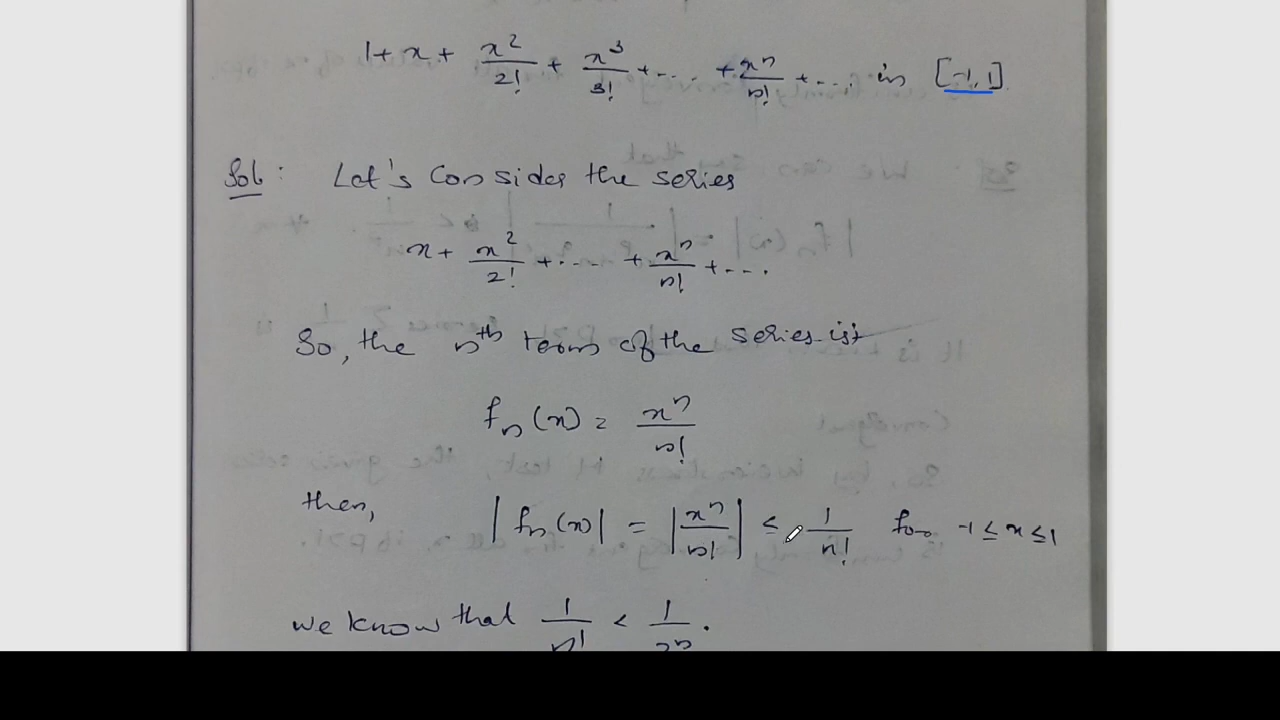 1 + x + x²/2! + x³/3! + .... + xⁿ/n! + .... in [-1, 1]
Sol: Let's Consider the series
x + x²/2! + .... + xⁿ/n! + ....
So, the nᵗʰ term of the series is
fₙ(x) = xⁿ/n!
then, |fₙ(x)| = |xⁿ/n!| ≤ 1/n! for -1 ≤ x ≤ 1
we know that 1/n! < 1/2ⁿ.